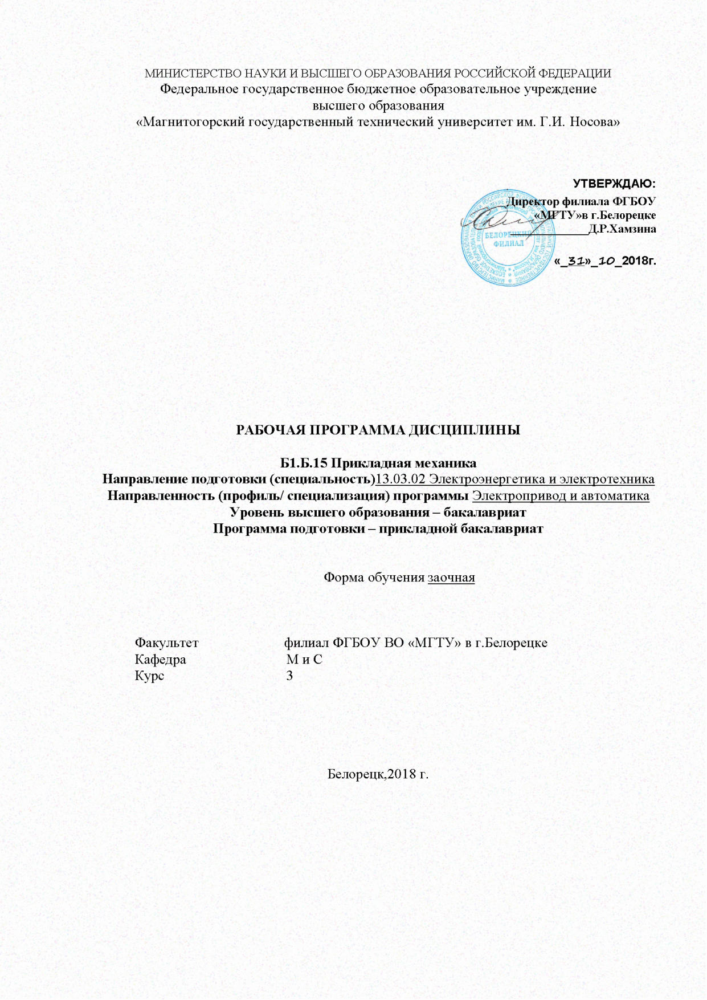 МИНИСТЕРСТВО НАУКИ И ВЫСШЕГО ОБРАЗОВАНИЯ РОССИЙСКОЙ ФЕДЕРАЦИИ
Федеральное государственное бюджетное образовательное учреждение
высшего образования
«Магнитогорский государственный технический университет им. Г.И. Носова»
УТВЕРЖДАЮ:
Директор филиала ФГБОУ
«МГТУ»в г.Белорецке
____________Д.Р.Хамзина
БЕЛОРЕЦКИЙ
ФИЛИАЛ
«_31»_10_2018г.
РАБОЧАЯ ПРОГРАММА ДИСЦИПЛИНЫ
Б1.Б.15 Прикладная механика
Направление подготовки (специальность)13.03.02 Электроэнергетика и электротехника
Направленность (профиль/ специализация) программы Электропривод и автоматика
Уровень высшего образования – бакалавриат
Программа подготовки – прикладной бакалавриат
Форма обучения заочная
Факультет филиал ФГБОУ ВО «МГТУ» в г.Белорецке
Кафедра М и С
Курс 3
Белорецк,2018 г.